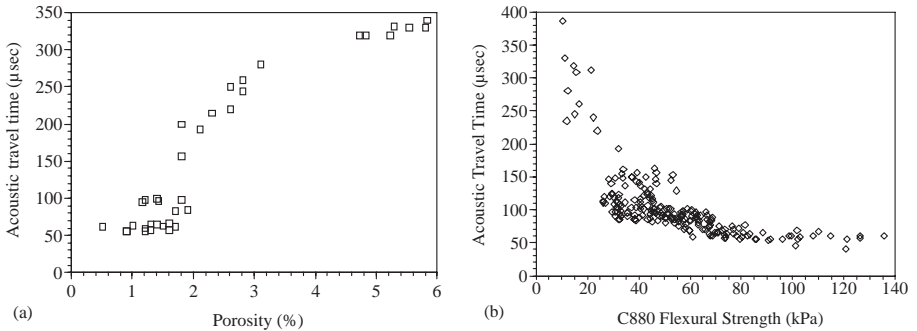 350
300
250
200
150
100
50
0
Acoustic travel time (μsec)
0 1 2 3 4 5 6
(a)
Porosity (%)
400
350
300
250
200
150
100
50
0
Acoustic Travel Time (μsec)
0 20 40 60 80 100 120 140
(b)
C880 Flexural Strength (kPa)